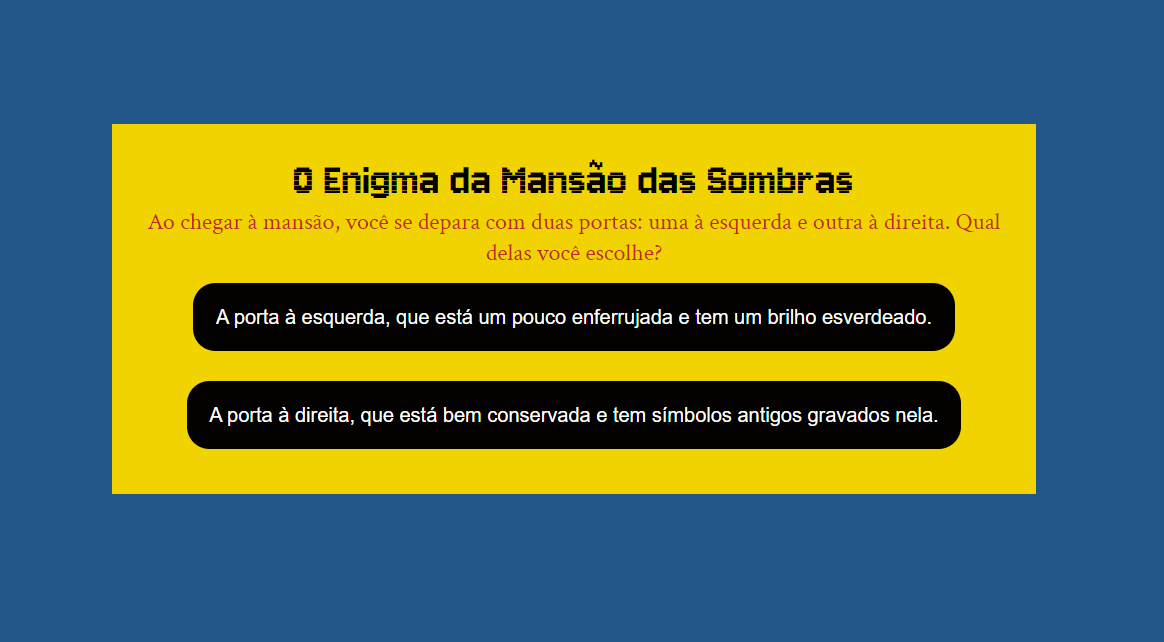 O Enigma da Mansão das Sombras
Ao chegar à mansão, você se depara com duas portas: uma à esquerda e outra à direita. Qual
delas você escolhe?
A porta à esquerda, que está um pouco enferrujada e tem um brilho esverdeado.
A porta à direita, que está bem conservada e tem símbolos antigos gravados nela.